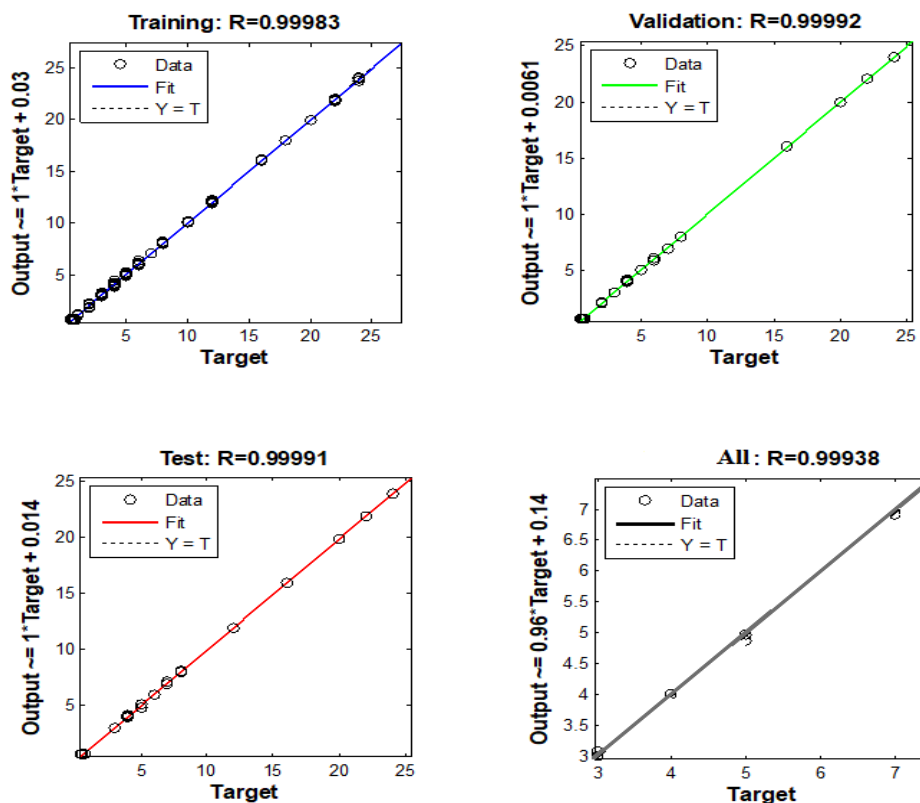 Training: R=0.99983
Output ~= 1*Target + 0.03
25
20
15
10
5
Data
Fit
Y = T
5 10 15 20 25
Target
Validation: R=0.99992
Output ~= 1*Target + 0.0061
25
20
15
10
5
Data
Fit
Y = T
5 10 15 20 25
Target
Test: R=0.99991
Output ~= 1*Target + 0.014
25
20
15
10
5
Data
Fit
Y = T
5 10 15 20 25
Target
All : R=0.99938
Output ~= 0.96*Target + 0.14
7
6.5
6
5.5
5
4.5
4
3.5
3
Data
Fit
Y = T
3 4 5 6 7
Target